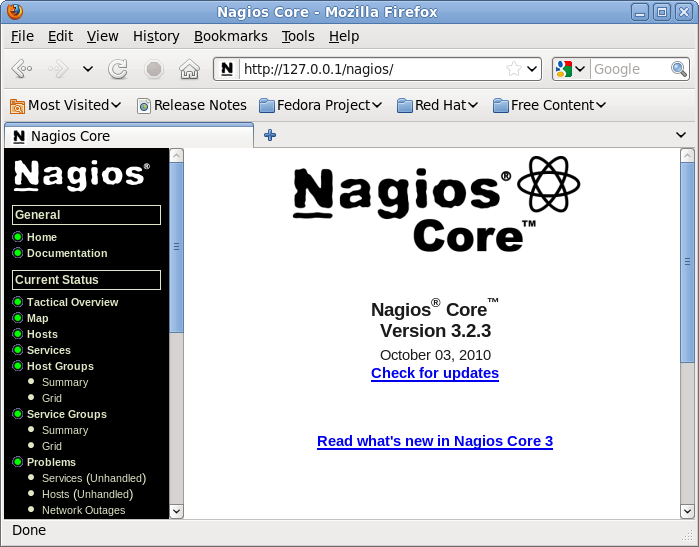 Nagios Core - Mozilla Firefox
File Edit View History Bookmarks Tools Help
N http://127.0.0.1/nagios/ Google
Most Visited Release Notes Fedora Project Red Hat Free Content
N Nagios Core
Nagios®
General
Home
Documentation
Current Status
Tactical Overview
Map
Hosts
Services
Host Groups
Summary
Grid
Service Groups
Summary
Grid
Problems
Services (Unhandled)
Hosts (Unhandled)
Network Outages
Nagios®
Core™
Nagios® Core™
Version 3.2.3
October 03, 2010
Check for updates
Read what's new in Nagios Core 3
Done